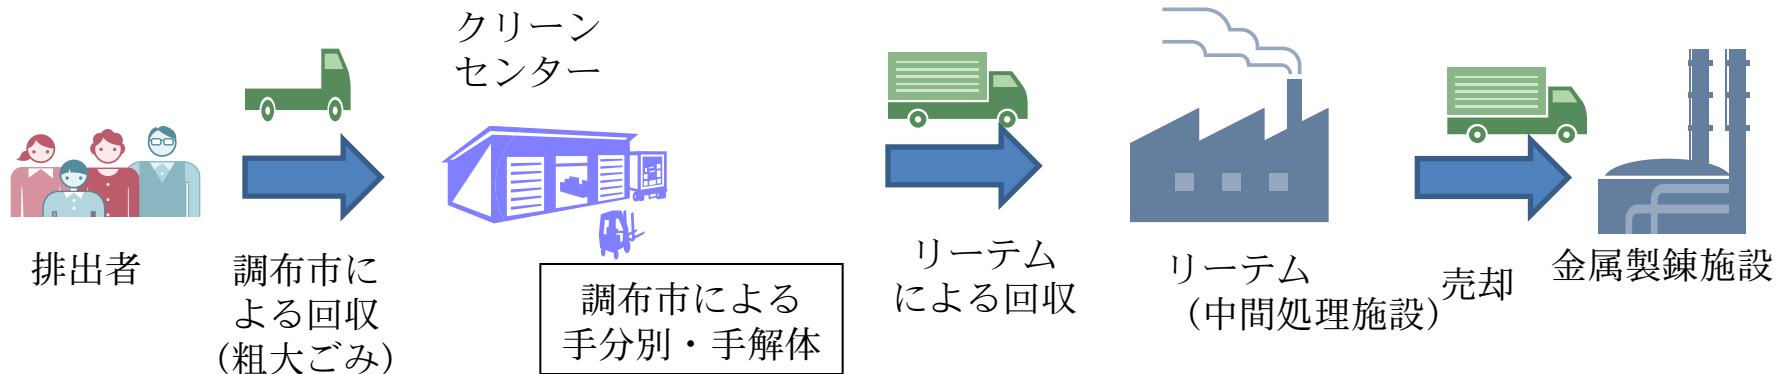 クリーン
センター
排出者
調布市に
よる回収
（粗大ごみ）
調布市による
手分別・手解体
リーテム
による回収
リーテム
（中間処理施設）
売却
金属製錬施設